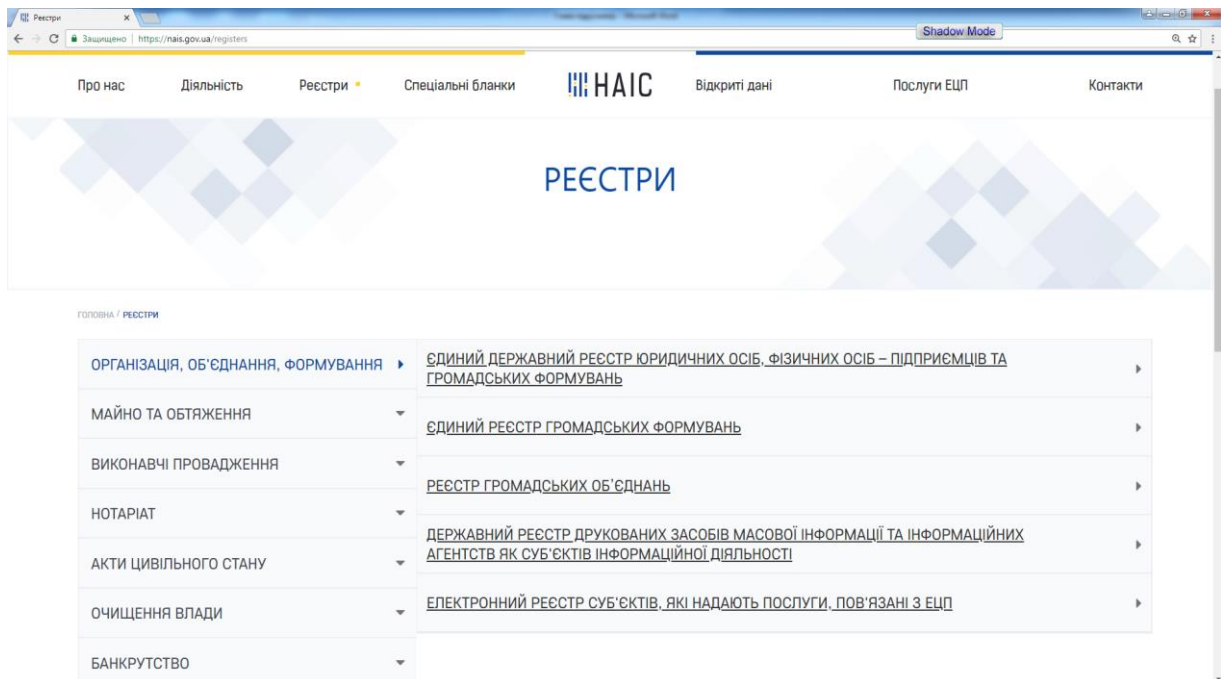 Реестри
Shadow Mode
Защищено https://nais.gov.ua/registers
Про нас Діяльність Реєстри Спеціальні бланки НАІС Відкриті дані Послуги ЕЦП Контакти
РЕЄСТРИ
ГОЛОВНА / РЕЄСТРИ
ОРГАНІЗАЦІЯ, ОБ'ЄДНАННЯ, ФОРМУВАННЯ
МАЙНО ТА ОБТЯЖЕННЯ
ВИКОНАВЧІ ПРОВАДЖЕННЯ
НОТАРІАТ
АКТИ ЦИВІЛЬНОГО СТАНУ
ОЧИЩЕННЯ ВЛАДИ
БАНКРУТСТВО
ЄДИНИЙ ДЕРЖАВНИЙ РЕЄСТР ЮРИДИЧНИХ ОСІБ, ФІЗИЧНИХ ОСІБ – ПІДПРИЄМЦІВ ТА
ГРОМАДСЬКИХ ФОРМУВАНЬ
ЄДИНИЙ РЕЄСТР ГРОМАДСЬКИХ ФОРМУВАНЬ
РЕЄСТР ГРОМАДСЬКИХ ОБ'ЄДНАНЬ
ДЕРЖАВНИЙ РЕЄСТР ДРУКОВАНИХ ЗАСОБІВ МАСОВОЇ ІНФОРМАЦІЇ ТА ІНФОРМАЦІЙНИХ
АГЕНТСТВ ЯК СУБ'ЄКТІВ ІНФОРМАЦІЙНОЇ ДІЯЛЬНОСТІ
ЕЛЕКТРОННИЙ РЕЄСТР СУБ'ЄКТІВ, ЯКІ НАДАЮТЬ ПОСЛУГИ, ПОВ'ЯЗАНІ З ЕЦП